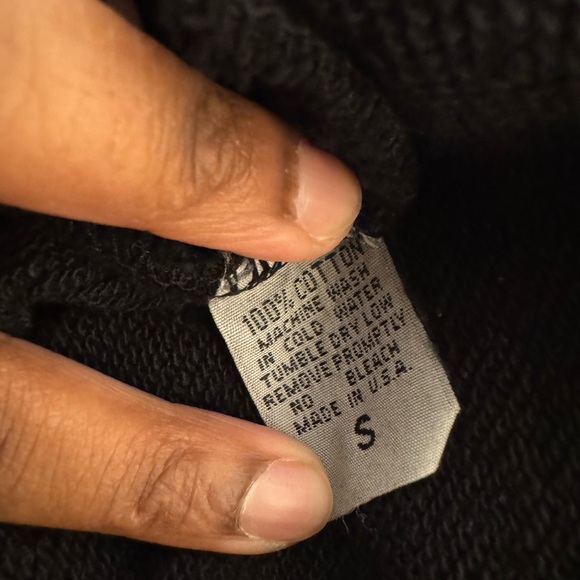 100% COTTON
MACHINE WASH
IN COLD WATER
TUMBLE DRY LOW
REMOVE PROMPTLY
NO BLEACH
MADE IN U.S.A.
S